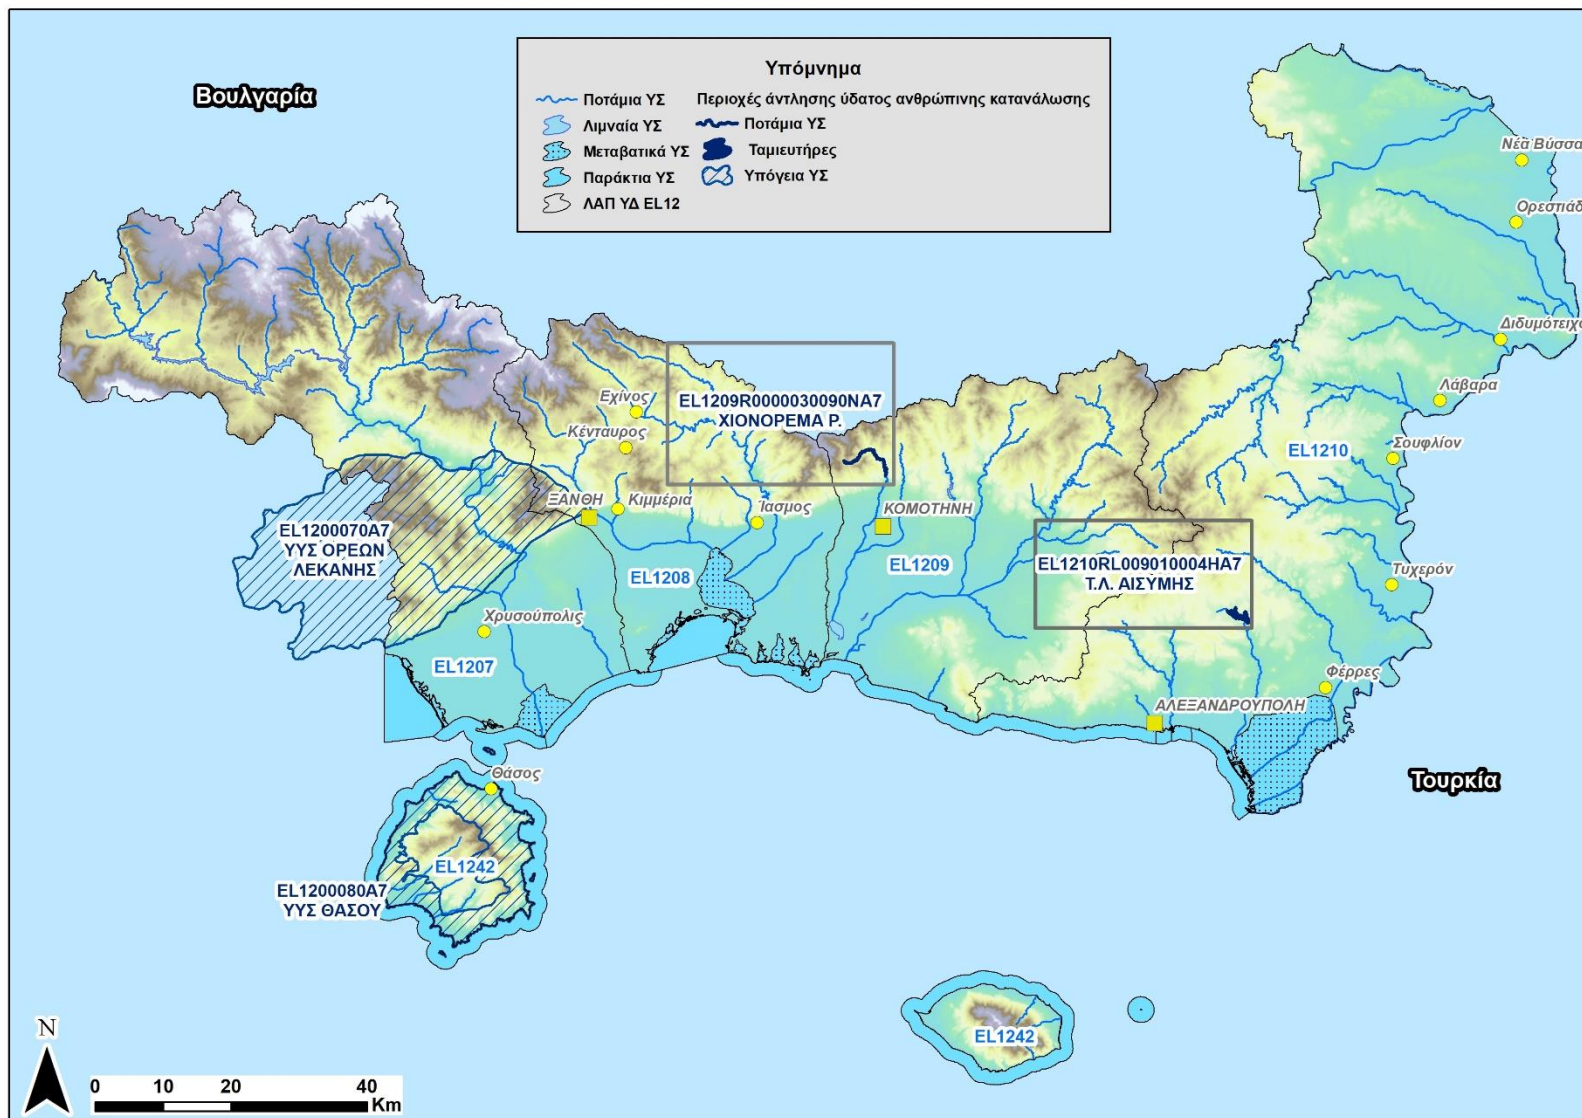 Βουλγαρία
Υπόμνημα
Ποτάμια ΥΣ
Λιμναία ΥΣ
Μεταβατικά ΥΣ
Παράκτια ΥΣ
ΛΑΠ ΥΔ EL12
Περιοχές άντλησης ύδατος ανθρώπινης κατανάλωσης
Ποτάμια ΥΣ
Ταμιευτήρες
Υπόγεια ΥΣ
Νέα Βύσσα
Ορεστιάδ
Διδυμότειχο
Λάβαρα
Σουφλίον
EL1210
Εχίνος
Κένταυρος
EL1209R0000030090NA7
ΧΙΟΝΟΡΕΜΑ Ρ.
ΞΑΝΘΗ
Κιμμέρια
Ίασμος
ΚΟΜΟΤΗΝΗ
EL1200070A7
ΥΥΣ ΟΡΕΩΝ
ΛΕΚΑΝΗΣ
EL1208
EL1209
EL1210RL009010004HA7
Τ.Λ. ΑΙΣΥΜΗΣ
Τυχερόν
Χρυσούπολις
EL1207
Φέρρες
ΑΛΕΞΑΝΔΡΟΥΠΟΛΗ
Τουρκία
Θάσος
EL1242
EL1200080A7
ΥΥΣ ΘΑΣΟΥ
EL1242
N
0 10 20 40
Km